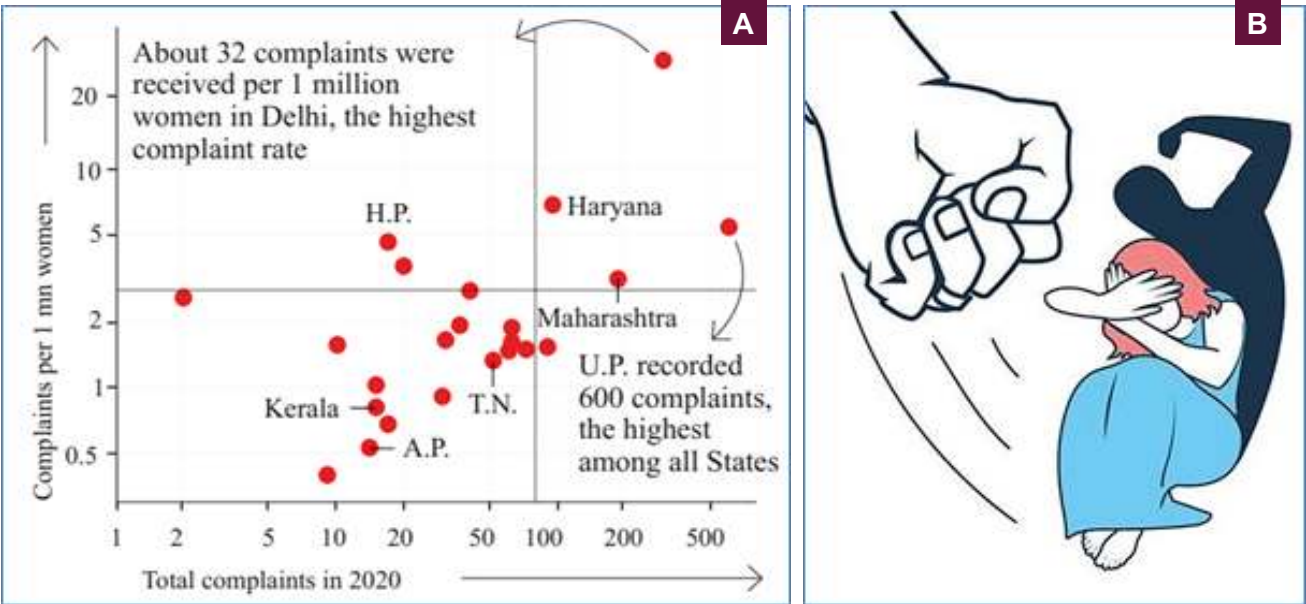 A
B
About 32 complaints were
received per 1 million
women in Delhi, the highest
complaint rate
20
10
5
2
1
0.5
Complaints per 1 mn women
H.P.
Haryana
Maharashtra
U.P. recorded
600 complaints,
the highest
among all States
Kerala
T.N.
A.P.
1 2 5 10 20 50 100 200 500
Total complaints in 2020